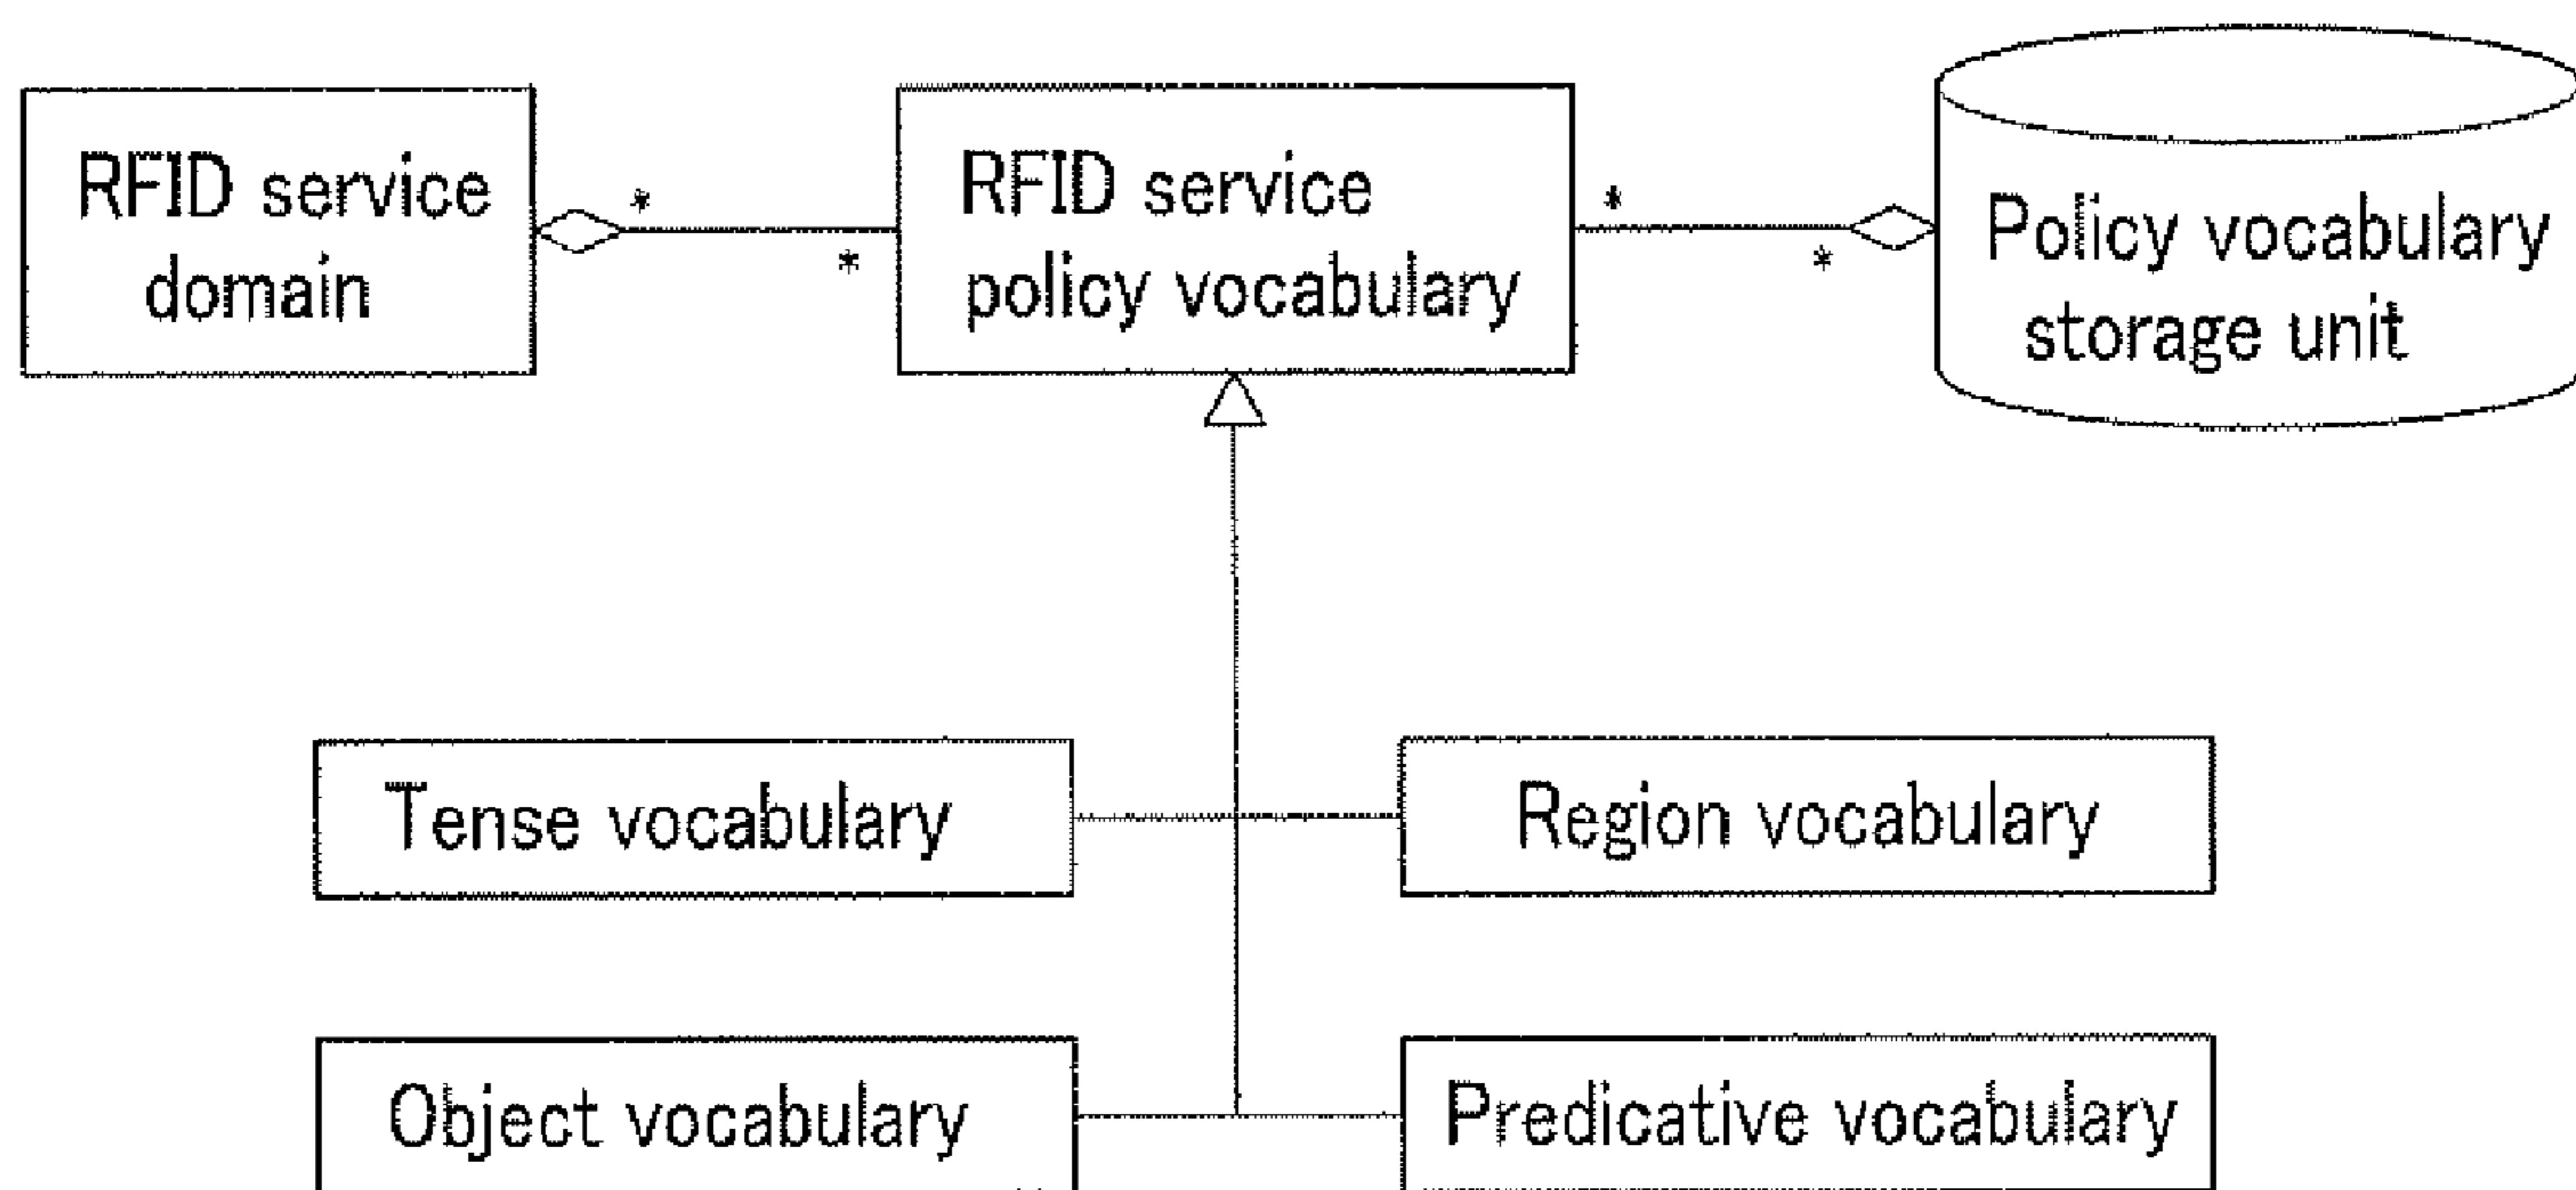 RFID service
domain
*
*
RFID service
policy vocabulary
*
*
Policy vocabulary
storage unit
Tense vocabulary
Region vocabulary
Object vocabulary
Predicative vocabulary